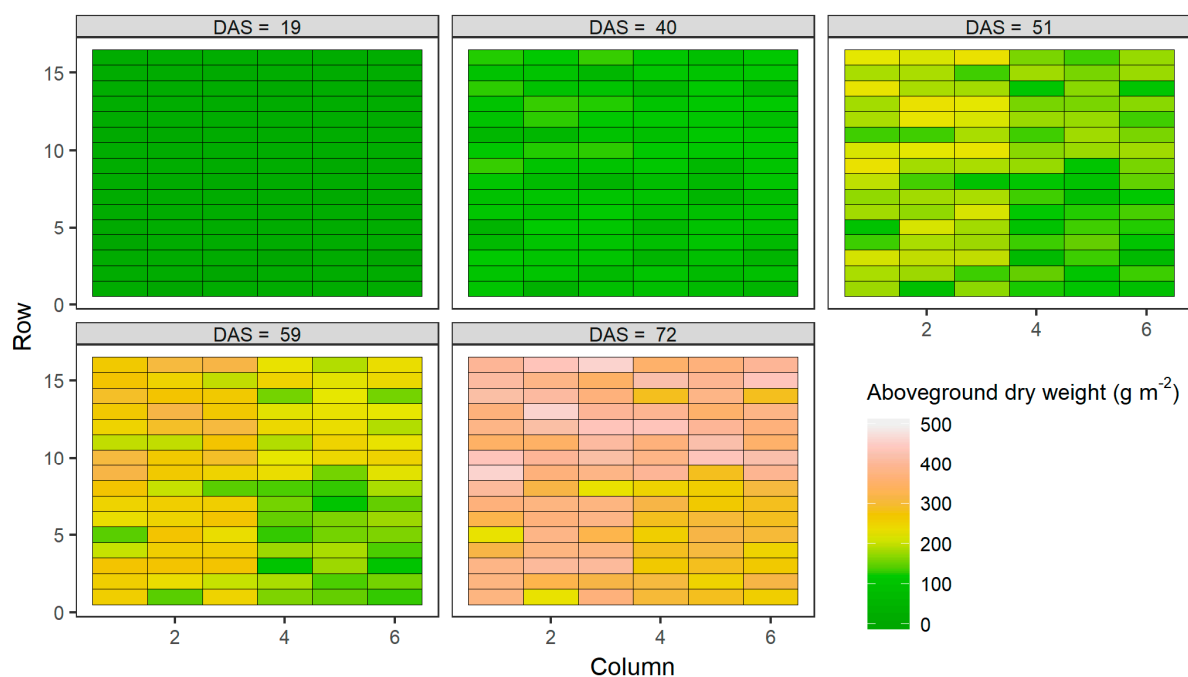 DAS = 19
DAS = 40
DAS = 51
15
10
5
0
2
4
6
Row
DAS = 59
DAS = 72
15
10
5
0
2
4
6
2
4
6
Column
Aboveground dry weight (g m⁻²)
500
400
300
200
100
0